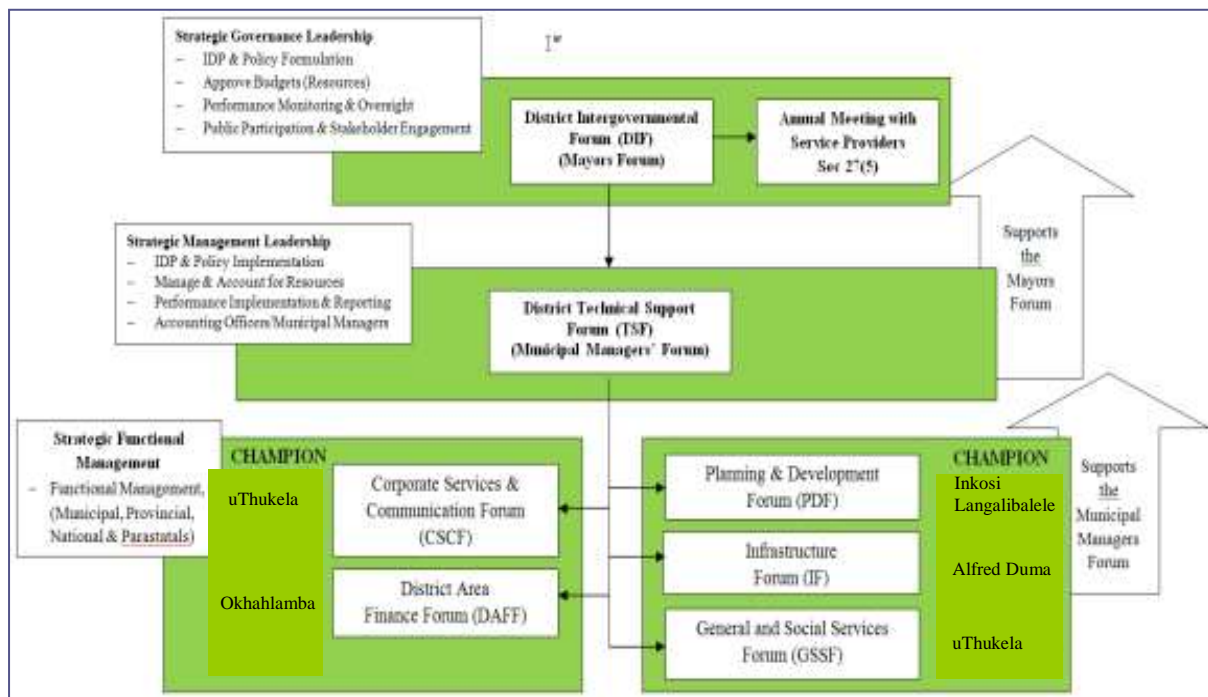 Strategic Governance Leadership
– IDP & Policy Formulation
– Approve Budgets (Resources)
– Performance Monitoring & Oversight
– Public Participation & Stakeholder Engagement
District Intergovernmental
Forum (DIF)
(Mayors Forum)
Annual Meeting with
Service Providers
Sec 27(5)
Strategic Management Leadership
– IDP & Policy Implementation
– Manage & Account for Resources
– Performance Implementation & Reporting
– Accounting Officers/Municipal Managers
District Technical Support
Forum (TSF)
(Municipal Managers' Forum)
Supports
the
Mayors
Forum
Strategic Functional
Management
– Functional Management,
(Municipal, Provincial,
National & Parastatals)
CHAMPION
uThukela
Okhahlamba
Corporate Services &
Communication Forum
(CSCF)
District Area
Finance Forum (DAFF)
Planning & Development
Forum (PDF)
Infrastructure
Forum (IF)
General and Social Services
Forum (GSSF)
CHAMPION
Inkosi
Langalibalele
Alfred Duma
uThukela
Supports
the
Municipal
Managers
Forum